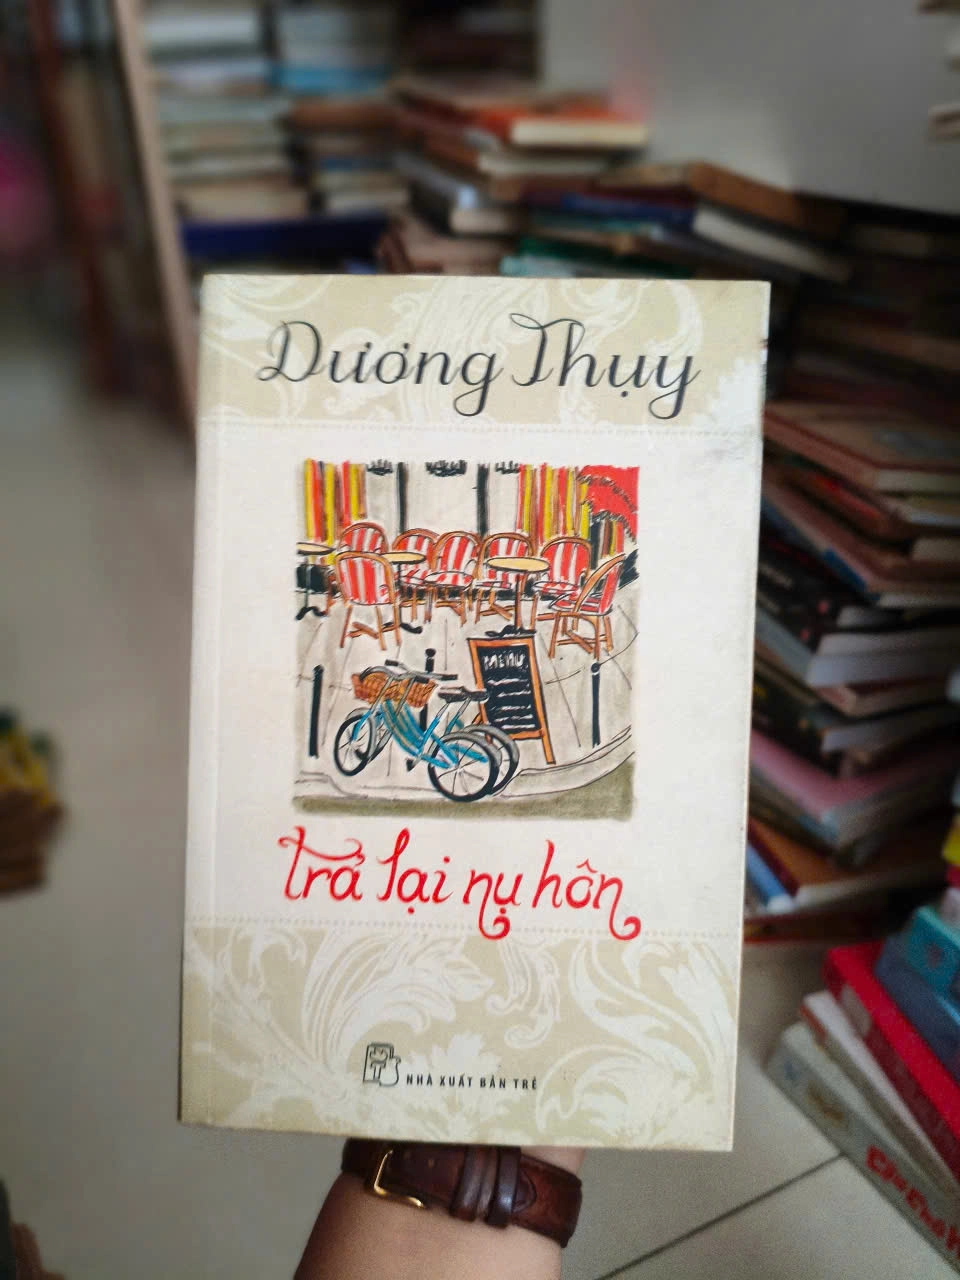 Dương Thụy
MENU
trả lại nụ hôn
NHÀ XUẤT BẢN TRẺ